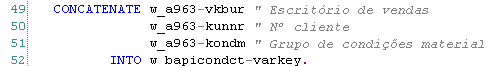 49 CONCATENATE w_a963-vkbur " Escritório de vendas
50 w_a963-kunnr " Nº cliente
51 w_a963-kondm " Grupo de condições material
52 INTO w_bapicondct-varkey.